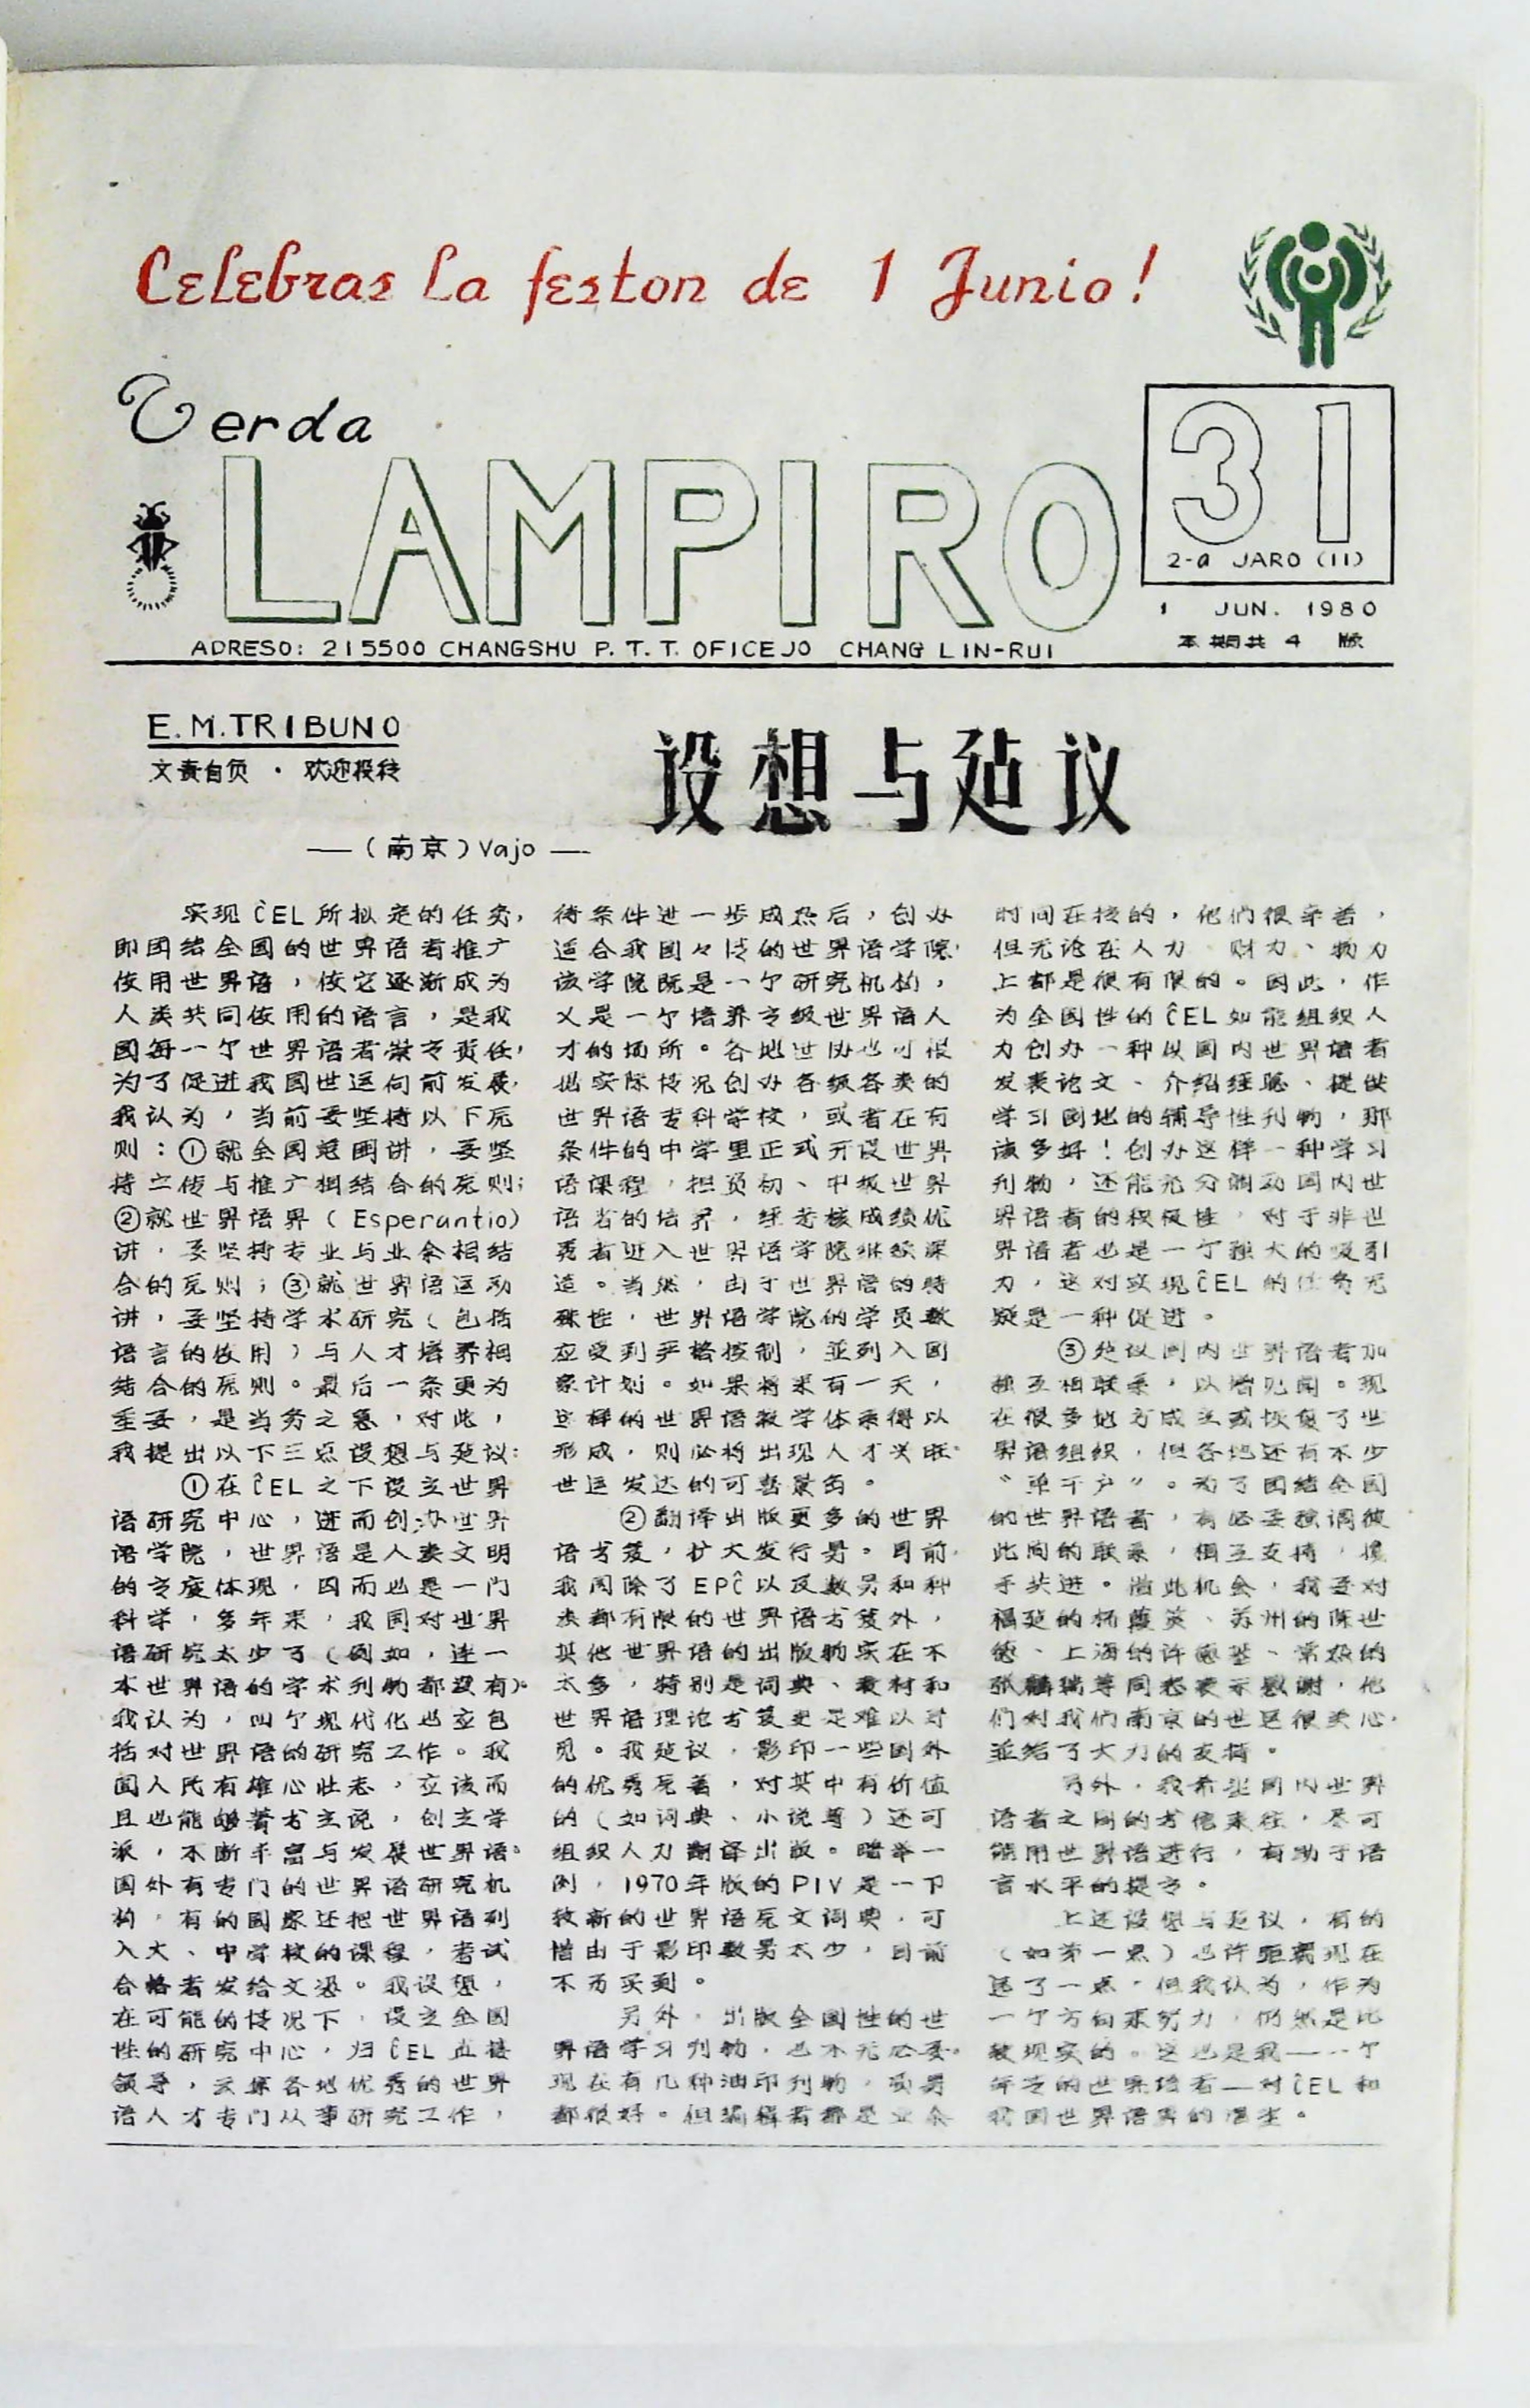 Celebras la feston de 1 Junio!
Verda
LAMPIRO
31
2-a JARO (11)
1 JUN. 1980
本期共 4 版
ADRESO: 215500 CHANGSHU P. T. T. OFICEJO CHANG LIN-RUI
E.M.TRIBUNO
文责自负 · 欢迎投稿
设想与建议
——(南京)Vajo——
实现ĈEL所拟定的任务,
即团结全国的世界语者推广
使用世界语,使它逐渐成为
人类共同使用的语言,是我
国每一个世界语者崇高责任,
为了促进我国世运向前发展,
我认为,当前要坚持以下原
则:①就全国范围讲,要坚
持立传与推广相结合的原则;
②就世界语界(Esperantio)
讲,要坚持专业与业余相结
合的原则;③就世界语运动
讲,要坚持学术研究(包括
语言的使用)与人才培养相
结合的原则。最后一条更为
重要,是当务之急,对此,
我提出以下三点设想与建议:
①在ĈEL之下设立世界
语研究中心,进而创办世界
语学院,世界语是人类文明
的高度体现,因而也是一门
科学,多年来,我国对世界
语研究太少了(例如,连一
本世界语的学术刊物都没有)。
我认为,四个现代化也应包
括对世界语的研究工作。我
国人民有雄心壮志,应该而
且也能够著书立说,创立学
派,不断丰富与发展世界语。
国外有专门的世界语研究机
构,有的国家还把世界语列
入大、中学校的课程,考试
合格者发给文凭。我设想,
在可能的情况下,设立全国
性的研究中心,归ĈEL直接
领导,云集各地优秀的世界
语人才专门从事研究工作,
待条件进一步成熟后,创办
适合我国々情的世界语学院.
该学院既是一个研究机构,
又是一个培养高级世界语人
才的场所。各地世协也可根
据实际情况创办各级各类的
世界语专科学校,或者在有
条件的中学里正式开设世界
语课程,担负初、中级世界
语者的培养,经考核成绩优
秀者进入世界语学院继续深
造。当然,由于世界语的特
殊性,世界语学院的学员数
应受到严格控制,並列入国
家计划。如果将来有一天,
这样的世界语教学体系得以
形成,则必将出现人才兴旺.
世运发达的可喜景象。
②翻译出版更多的世界
语书笈,扩大发行量。目前.
我国除了EPĈ以及数量和种
类都有限的世界语书笈外,
其他世界语的出版物实在不
太多,特别是词典、教材和
世界语理论书笈更是难以寻
见。我建议,影印一些国外
的优秀原著,对其中有价值
的(如词典、小说等)还可
组织人力翻译出版。略举一
例,1970年版的PIV是一下
较新的世界语原文词典,可
惜由于影印数量太少,目前
不易买到。
另外,出版全国性的世
界语学习刊物,也不无必要.
现在有几种油印刊物,质量
都很好。但编辑者都是业余
时间在搞的,他们很辛苦,
但无论在人力、财力、物力
上都是很有限的。因此,作
为全国性的ĈEL如能组织人
力创办一种以国内世界语者
发表论文、介绍经验、提供
学习园地的辅导性刊物,那
该多好!创办这样一种学习
刊物,还能充分调动国内世
界语者的积极性,对于非世
界语者也是一个强大的吸引
力,这对实现ĈEL的任务无
疑是一种促进。
③建议国内世界语者加
强互相联系,以增见闻。现
在很多地方成立或恢复了世
界语组织,但各地还有不少
“单干户”。为了团结全国
的世界语者,有必要强调彼
此间的联系,相互支持,携
手共进。借此机会,我要对
福建的杨薇英、苏州的陈世
德、上海的许惠荃、常熟的
张麟瑞等同志表示感谢,他
们对我们南京的世运很关心.
並给了大力的支持。
另外,我希望国内世界
语者之间的书信来往,尽可
能用世界语进行,有助于语
言水平的提高。
上述设想与建议,有的
(如第一点)也许距离现在
远了一点,但我认为,作为
一个方向来努力,仍然是比
较现实的。这也是我——一个
年轻的世界语者—对ĈEL和
我国世界语界的